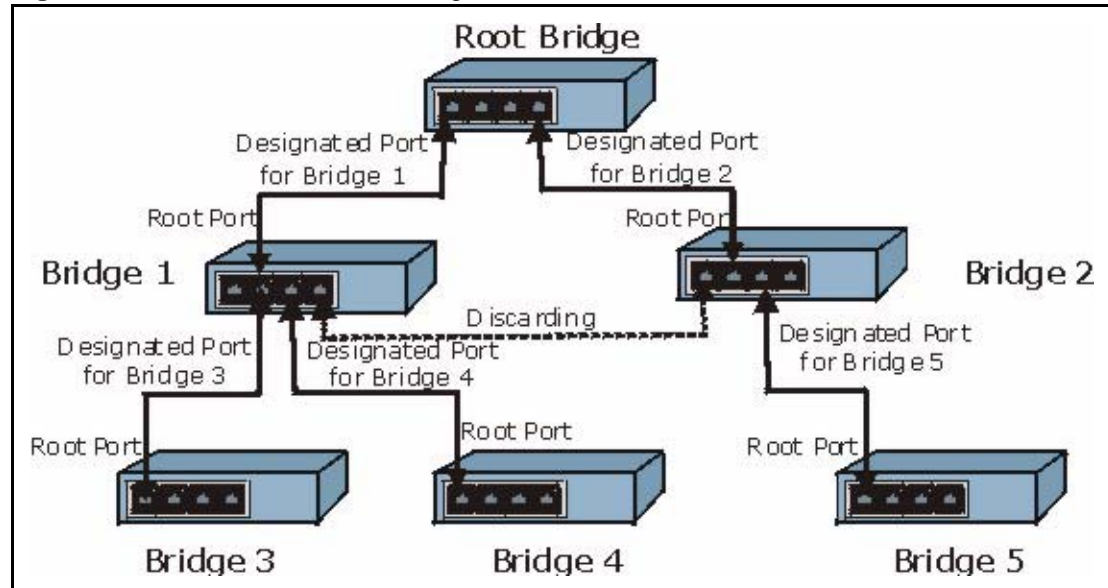 Root Bridge
Designated Port
for Bridge 1
Designated Port
for Bridge 2
Root Port
Root Port
Bridge 1
Bridge 2
Discarding
Designated Port
for Bridge 3
Designated Port
for Bridge 4
Designated Port
for Bridge 5
Root Port
Root Port
Root Port
Bridge 3
Bridge 4
Bridge 5